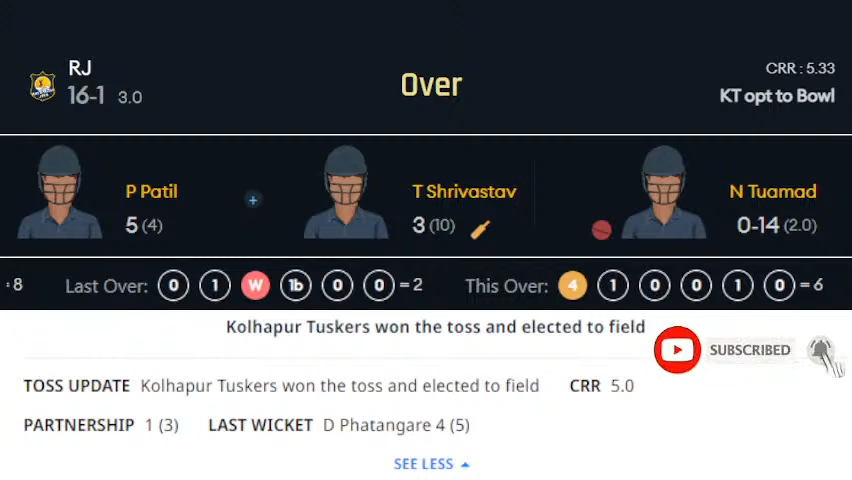 RJ
16-1 3.0
Over
CRR : 5.33
KT opt to Bowl
P Patil
5 (4)
T Shrivastav
3 (10)
N Tuamad
0-14 (2.0)
: 8 Last Over: 0 1 W 1b 0 0 = 2 This Over: 4 1 0 0 1 0 = 6
Kolhapur Tuskers won the toss and elected to field
SUBSCRIBED
TOSS UPDATE Kolhapur Tuskers won the toss and elected to field CRR 5.0
PARTNERSHIP 1 (3) LAST WICKET D Phatangare 4 (5)
SEE LESS